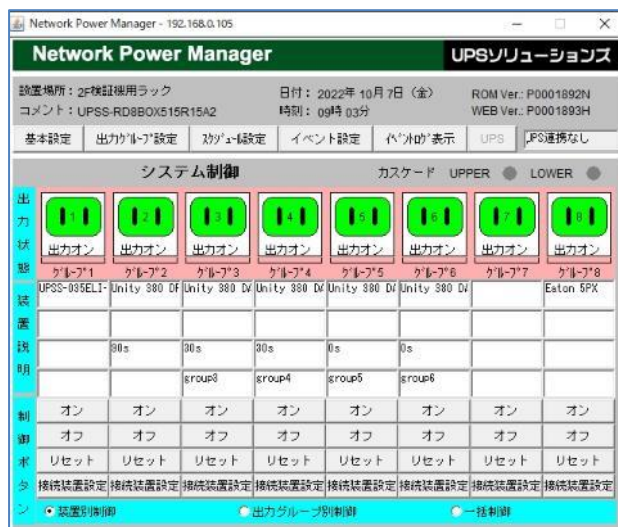 Network Power Manager - 192.168.0.105
Network Power Manager
UPSソリューションズ
設置場所：2F検証機用ラック 日付：2022年10月7日（金） ROM Ver.: P0001892N
コメント：UPSS-RD8BOX515R15A2 時刻：09時03分 WEB Ver.: P0001893H
基本設定 出力ｸﾞﾙｰﾌﾟ設定 ｽｹｼﾞｭｰﾙ設定 イベント設定 ｲﾍﾞﾝﾄﾛｸﾞ表示 UPS UPS連携なし
システム制御 カスケード UPPER LOWER
出力状態
1 2 3 4 5 6 7 8
出力オン 出力オン 出力オン 出力オン 出力オン 出力オン 出力オン 出力オン
ｸﾞﾙｰﾌﾟ1 ｸﾞﾙｰﾌﾟ2 ｸﾞﾙｰﾌﾟ3 ｸﾞﾙｰﾌﾟ4 ｸﾞﾙｰﾌﾟ5 ｸﾞﾙｰﾌﾟ6 ｸﾞﾙｰﾌﾟ7 ｸﾞﾙｰﾌﾟ8
装置説明
UPSS-035ELI- Unity 380 DF Unity 380 DW Unity 380 DW Unity 380 DW Unity 380 DW Eaton 5PX
90s 30s 30s 0s 0s
group3 group4 group5 group6
制御ボタン
オン オン オン オン オン オン オン オン
オフ オフ オフ オフ オフ オフ オフ オフ
リセット リセット リセット リセット リセット リセット リセット リセット
接続装置設定 接続装置設定 接続装置設定 接続装置設定 接続装置設定 接続装置設定 接続装置設定 接続装置設定
装置別制御 出力グループ別制御 一括制御